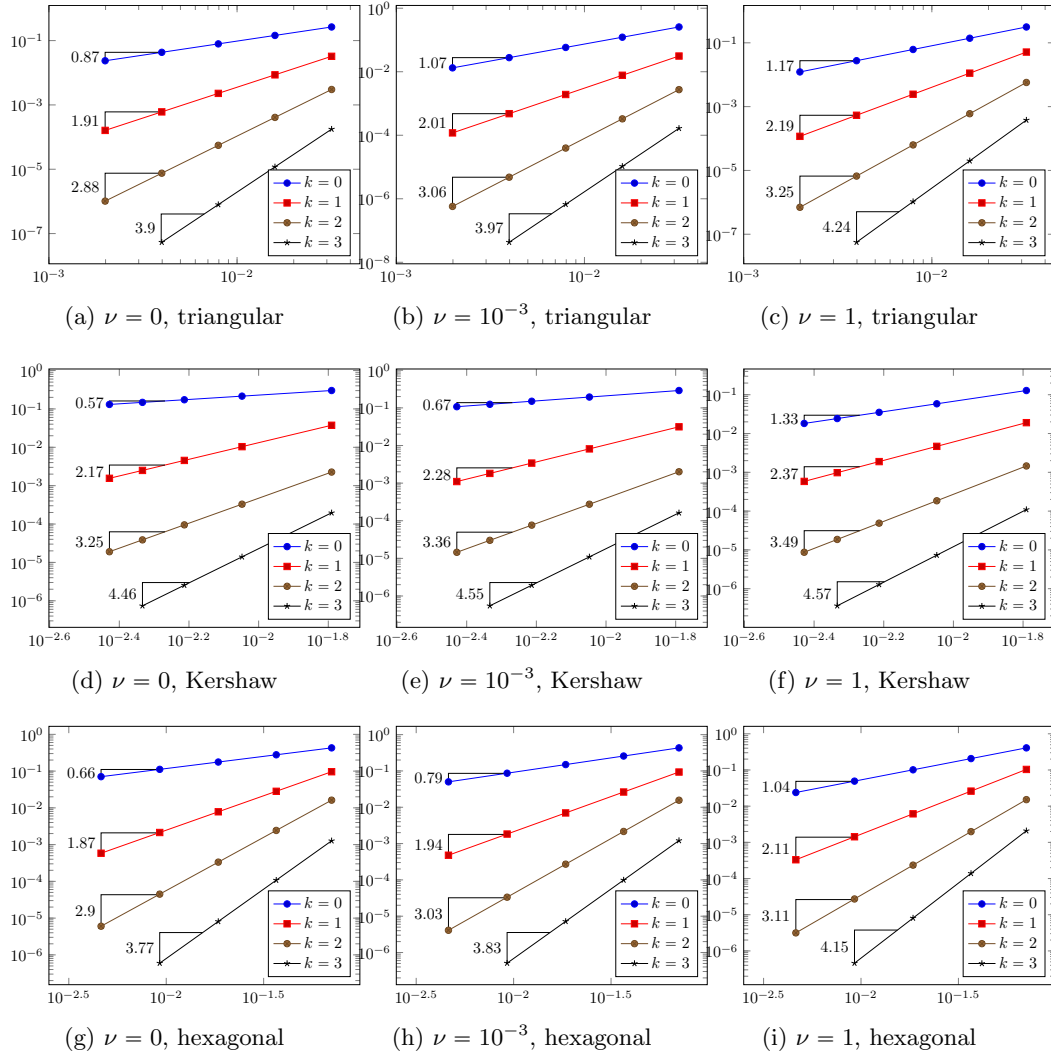 10⁻¹
10⁻³
10⁻⁵
10⁻⁷
0.87
1.91
2.88
3.9
k = 0
k = 1
k = 2
k = 3
10⁻³
10⁻²
(a) ν = 0, triangular
10⁰
10⁻²
10⁻⁴
10⁻⁶
10⁻⁸
1.07
2.01
3.06
3.97
k = 0
k = 1
k = 2
k = 3
10⁻³
10⁻²
(b) ν = 10⁻³, triangular
10⁻¹
10⁻³
10⁻⁵
10⁻⁷
1.17
2.19
3.25
4.24
k = 0
k = 1
k = 2
k = 3
10⁻³
10⁻²
(c) ν = 1, triangular
10⁰
10⁻¹
10⁻²
10⁻³
10⁻⁴
10⁻⁵
10⁻⁶
0.57
2.17
3.25
4.46
k = 0
k = 1
k = 2
k = 3
10⁻²·⁶
10⁻²·⁴
10⁻²·²
10⁻²
10⁻¹·⁸
(d) ν = 0, Kershaw
10⁰
10⁻¹
10⁻²
10⁻³
10⁻⁴
10⁻⁵
10⁻⁶
0.67
2.28
3.36
4.55
k = 0
k = 1
k = 2
k = 3
10⁻²·⁶
10⁻²·⁴
10⁻²·²
10⁻²
10⁻¹·⁸
(e) ν = 10⁻³, Kershaw
10⁻¹
10⁻²
10⁻³
10⁻⁴
10⁻⁵
10⁻⁶
1.33
2.37
3.49
4.57
k = 0
k = 1
k = 2
k = 3
10⁻²·⁶
10⁻²·⁴
10⁻²·²
10⁻²
10⁻¹·⁸
(f) ν = 1, Kershaw
10⁰
10⁻¹
10⁻²
10⁻³
10⁻⁴
10⁻⁵
10⁻⁶
0.66
1.87
2.9
3.77
k = 0
k = 1
k = 2
k = 3
10⁻²·⁵
10⁻²
10⁻¹·⁵
(g) ν = 0, hexagonal
10⁰
10⁻¹
10⁻²
10⁻³
10⁻⁴
10⁻⁵
10⁻⁶
0.79
1.94
3.03
3.83
k = 0
k = 1
k = 2
k = 3
10⁻²·⁵
10⁻²
10⁻¹·⁵
(h) ν = 10⁻³, hexagonal
10⁰
10⁻¹
10⁻²
10⁻³
10⁻⁴
10⁻⁵
10⁻⁶
1.04
2.11
3.11
4.15
k = 0
k = 1
k = 2
k = 3
10⁻²·⁵
10⁻²
10⁻¹·⁵
(i) ν = 1, hexagonal